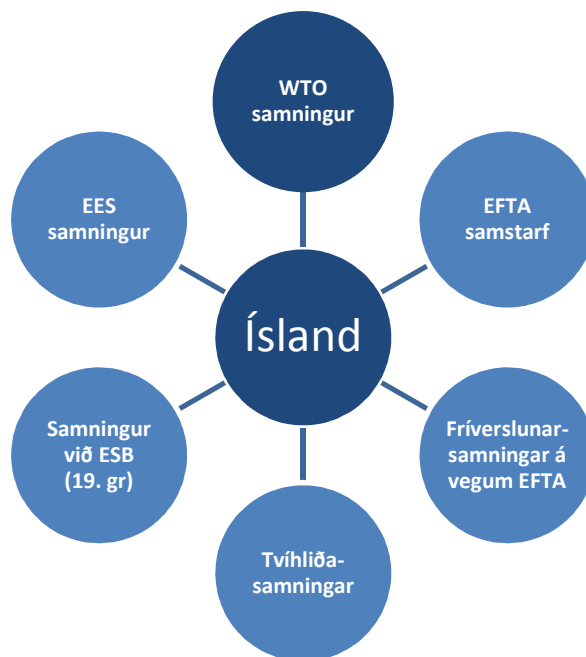 WTO
samningur
EES
samningur
EFTA
samstarf
Ísland
Samningur
við ESB
(19. gr)
Fríverslunar-
samningar á
vegum EFTA
Tvíhliða-
samningar